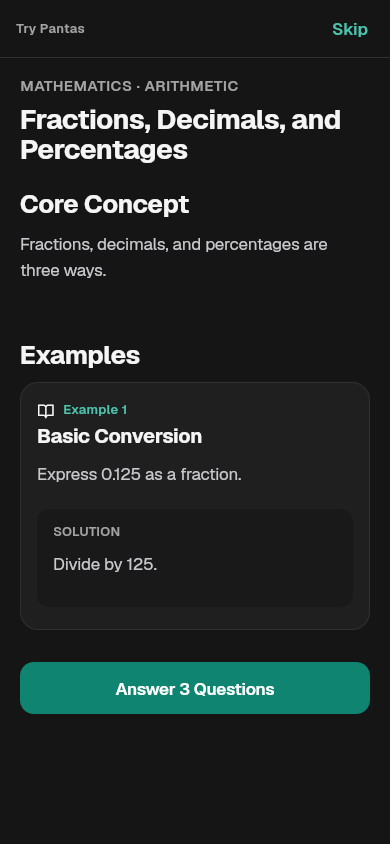 Try Pantas
Skip
MATHEMATICS · ARITHMETIC
Fractions, Decimals, and
Percentages
Core Concept
Fractions, decimals, and percentages are
three ways.
Examples
Example 1
Basic Conversion
Express 0.125 as a fraction.
SOLUTION
Divide by 125.
Answer 3 Questions